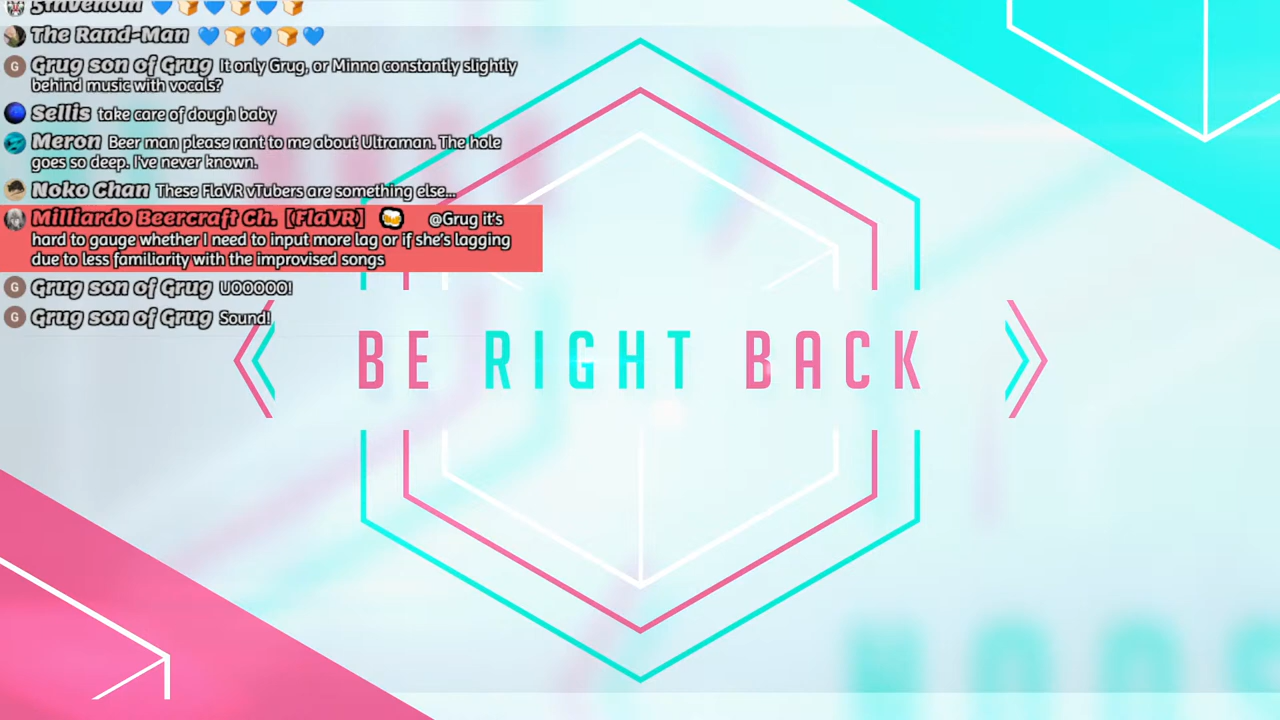 5thVenom 💙🍞💙🍞💙🍞
The Rand-Man 💙🍞💙🍞💙
Grug son of Grug It only Grug, or Minna constantly slightly
behind music with vocals?
Sellis take care of dough baby
Meron Beer man please rant to me about Ultraman. The hole
goes so deep. I've never known.
Noko Chan These FlaVR vTubers are something else...
Milliardo Beercraft Ch. [FlaVR] 🍺 @Grug it's
hard to gauge whether I need to input more lag or if she's lagging
due to less familiarity with the improvised songs
G Grug son of Grug UOOOOO!
G Grug son of Grug Sound!
BE RIGHT BACK